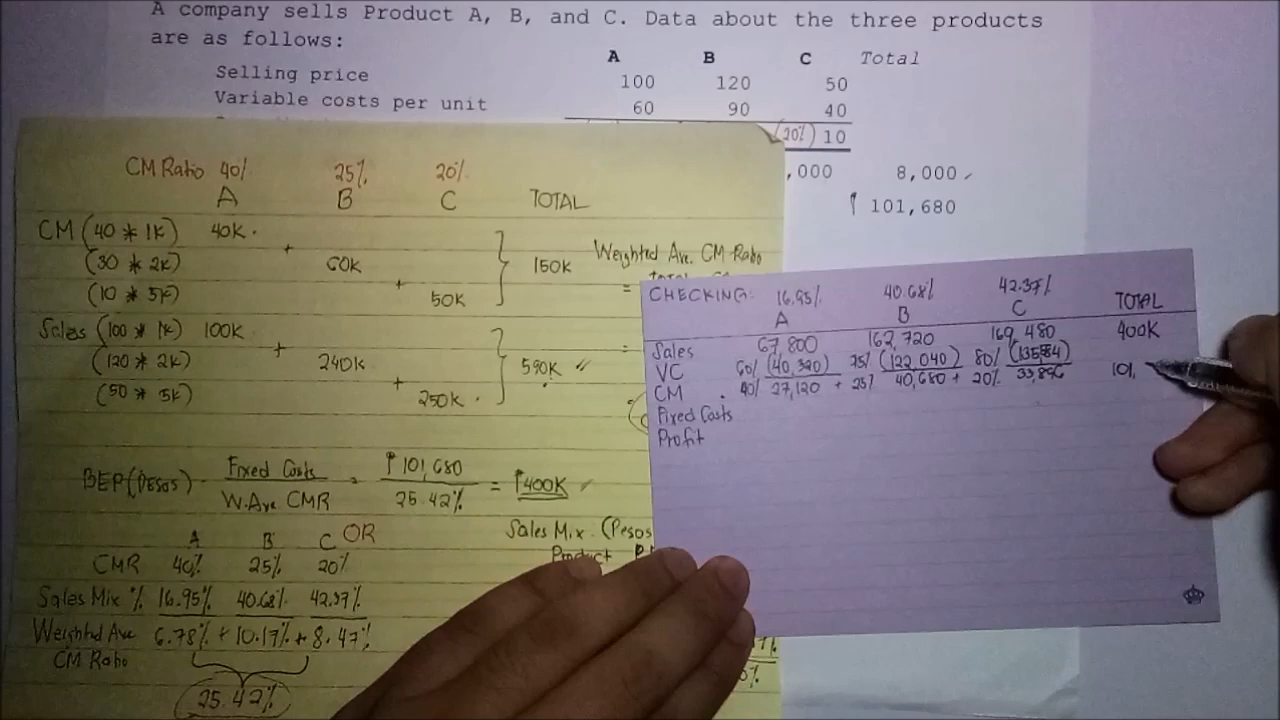 A company sells Product A, B, and C. Data about the three products
are as follows:
A B C Total
Selling price 100 120 50
Variable costs per unit 60 90 40
(20%) 10
,000 8,000
₱ 101,680
CM Ratio 40% 25% 20%
A B C TOTAL
CM (40 * 1K) 40K +
(30 * 2K) 60K + 150K
(10 * 5K) 50K
Sales (100 * 1K) 100K +
(120 * 2K) 240K + 590K
(50 * 5K) 250K
Weighted Ave. CM Ratio
=
BEP (Pesos) = Fixed Costs = ₱101,680 = ₱400K
W.Ave. CMR 25.42%
OR
A B C
CMR 40% 25% 20%
Sales Mix % 16.95% 40.68% 42.37%
Weighted Ave 6.78% + 10.17% + 8.47%
CM Ratio
25.42%
Sales Mix (Pesos
Product
CHECKING: 16.95% 40.68% 42.37%
A B C TOTAL
Sales 67,800 162,720 169,480 400K
VC 60% 25% (122,040) 80%
CM 40% 27,120 + 25% 40,680 + 20% 33,896 101,
Fixed Costs
Profit